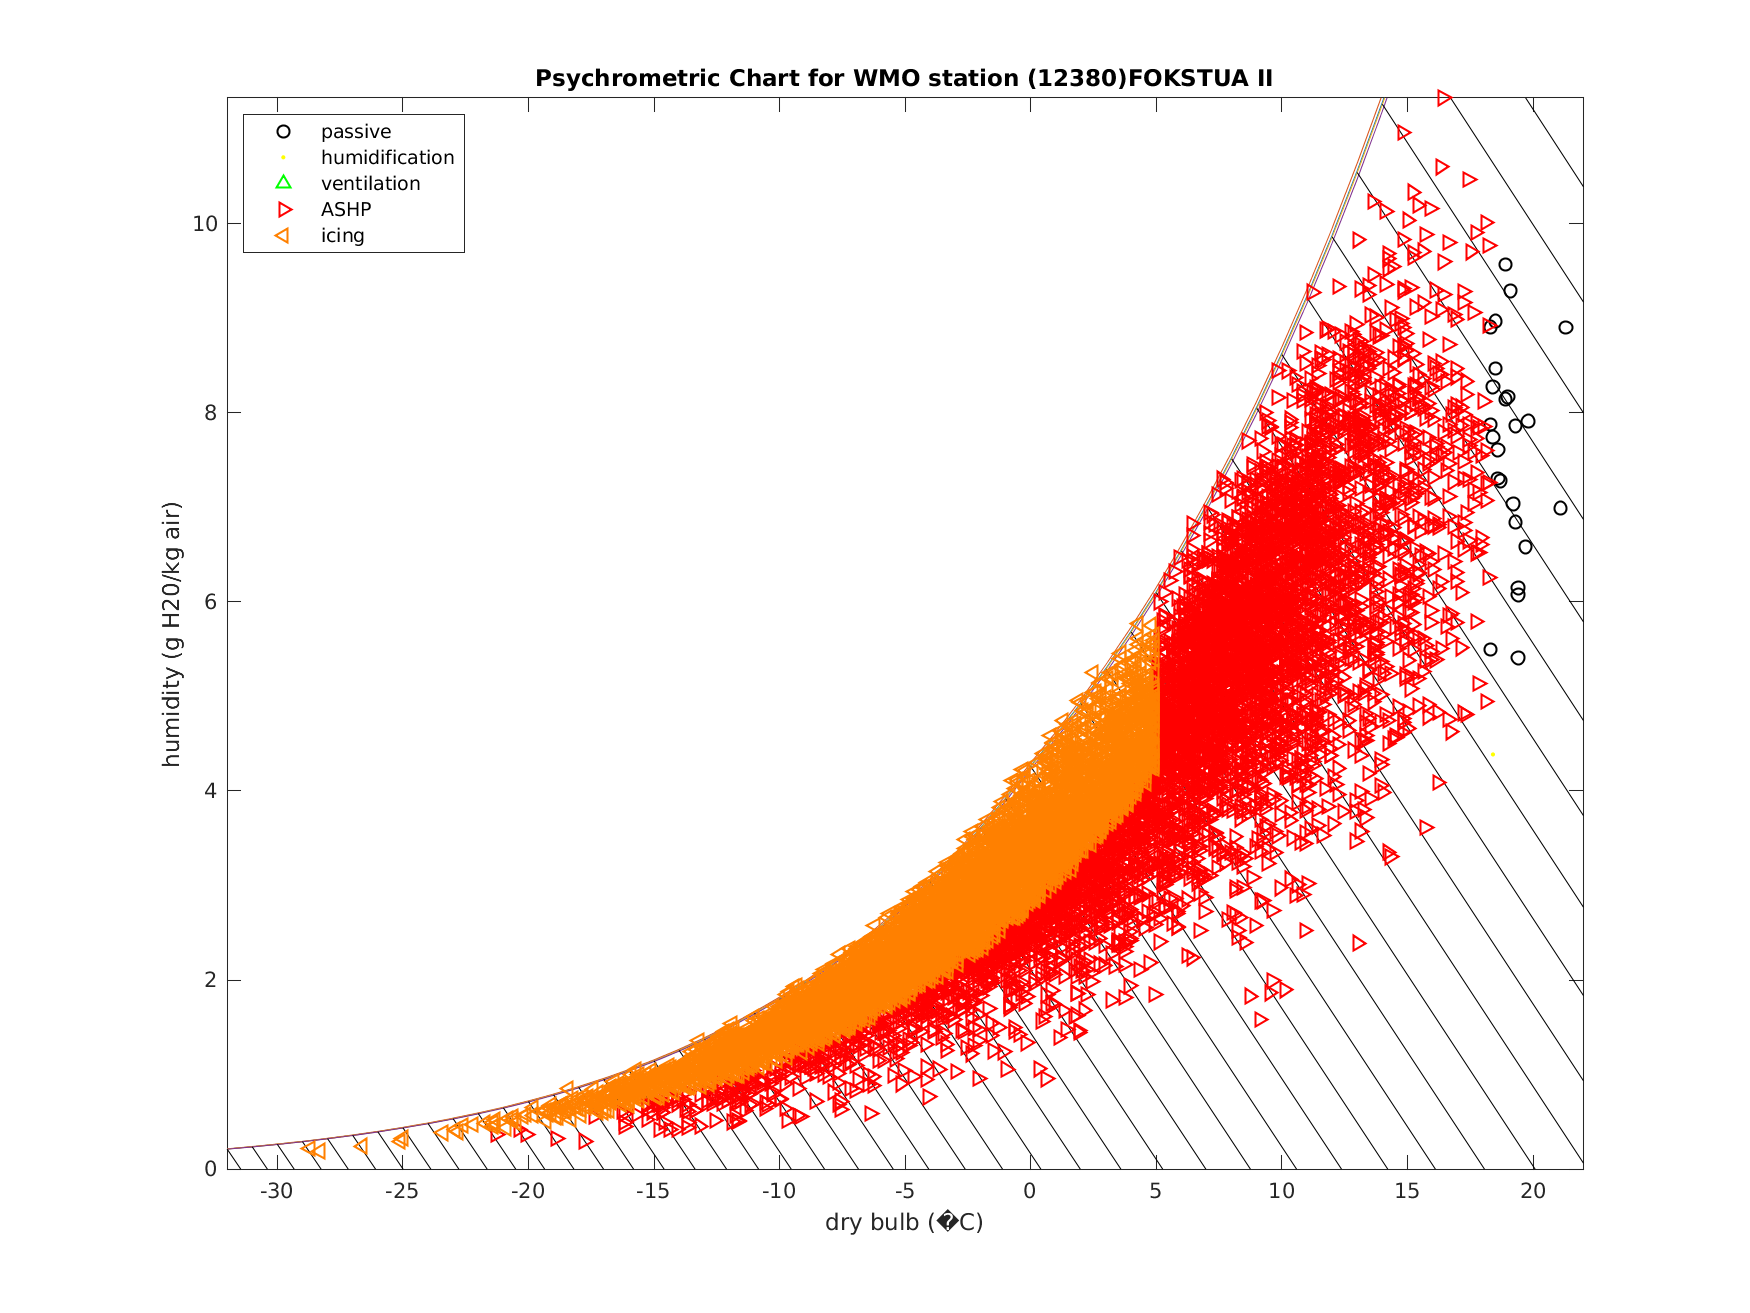 Psychrometric Chart for WMO station (12380)FOKSTUA II
passive
humidification
ventilation
ASHP
icing
humidity (g H20/kg air)
10
8
6
4
2
0
-30 -25 -20 -15 -10 -5 0 5 10 15 20
dry bulb (�C)